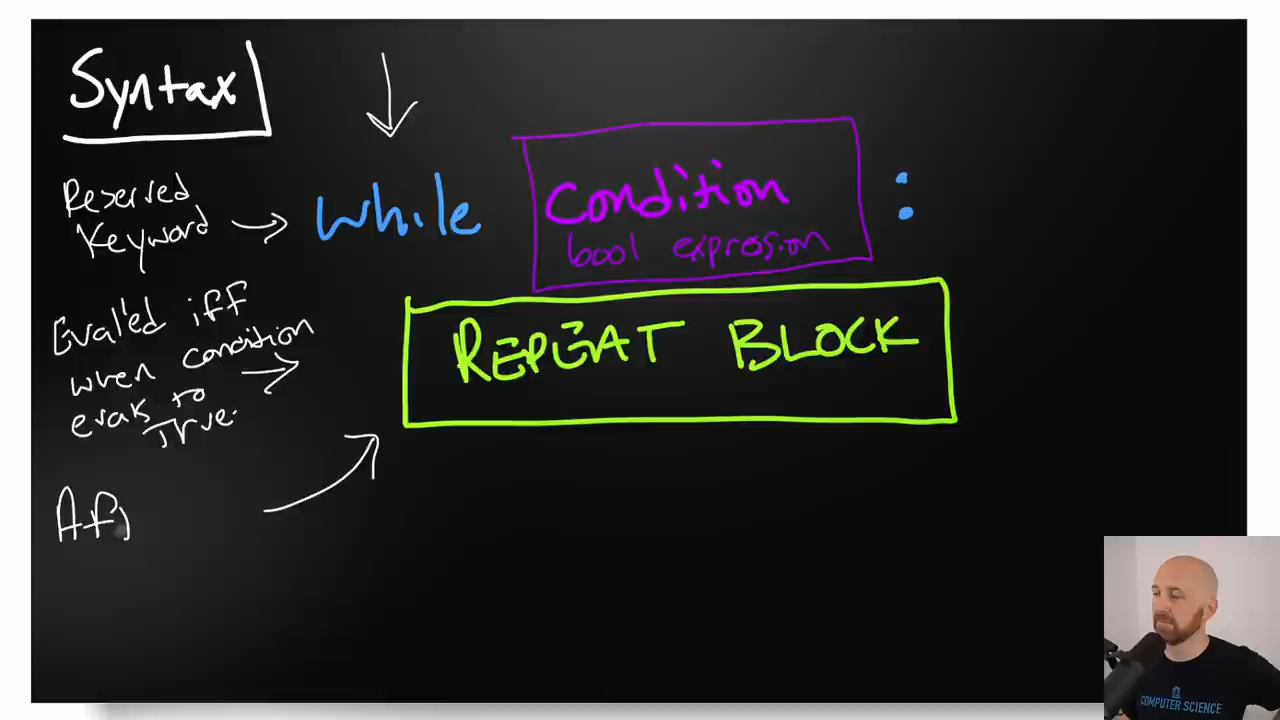 Syntax
Reserved
Keyword
while
Condition
bool expression
:
Eval'ed iff
when condition
evals to
True.
REPEAT BLOCK
Aft
COMPUTER SCIENCE